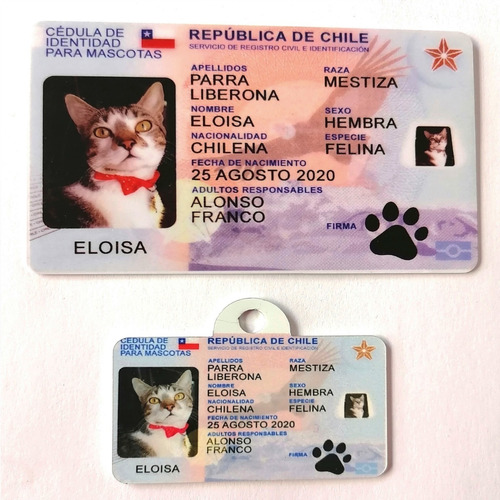 CÉDULA DE
IDENTIDAD
PARA MASCOTAS
REPÚBLICA DE CHILE
SERVICIO DE REGISTRO CIVIL E IDENTIFICACIÓN
APELLIDOS
PARRA
LIBERONA
RAZA
MESTIZA
NOMBRE
ELOISA
SEXO
HEMBRA
NACIONALIDAD
CHILENA
ESPECIE
FELINA
FECHA DE NACIMIENTO
25 AGOSTO 2020
ADULTOS RESPONSABLES
ALONSO
FRANCO
FIRMA
ELOISA
CÉDULA DE
IDENTIDAD
PARA MASCOTAS
REPÚBLICA DE CHILE
SERVICIO DE REGISTRO CIVIL E IDENTIFICACIÓN
APELLIDOS
PARRA
LIBERONA
RAZA
MESTIZA
NOMBRE
ELOISA
SEXO
HEMBRA
NACIONALIDAD
CHILENA
ESPECIE
FELINA
FECHA DE NACIMIENTO
25 AGOSTO 2020
ADULTOS RESPONSABLES
ALONSO
FRANCO
FIRMA
ELOISA